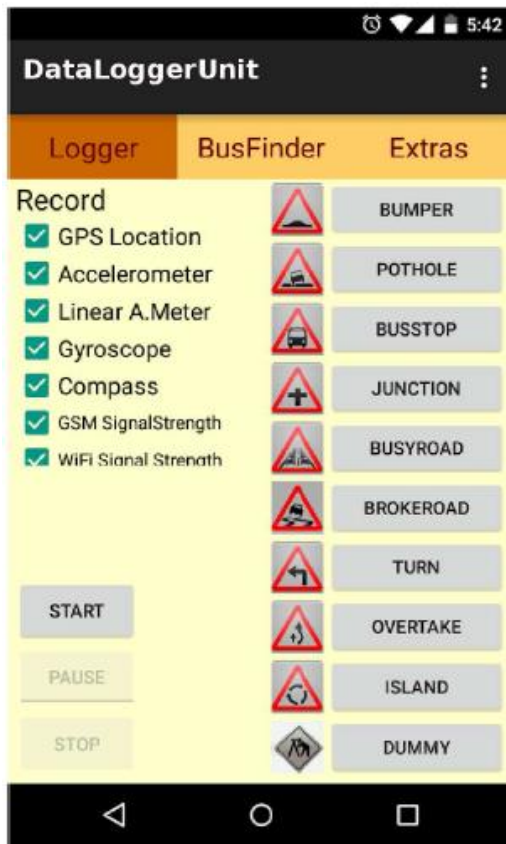 5:42
DataLoggerUnit
Logger BusFinder Extras
Record
GPS Location
Accelerometer
Linear A.Meter
Gyroscope
Compass
GSM SignalStrength
WiFi Signal Strength
START
PAUSE
STOP
BUMPER
POTHOLE
BUSSTOP
JUNCTION
BUSYROAD
BROKEROAD
TURN
OVERTAKE
ISLAND
DUMMY